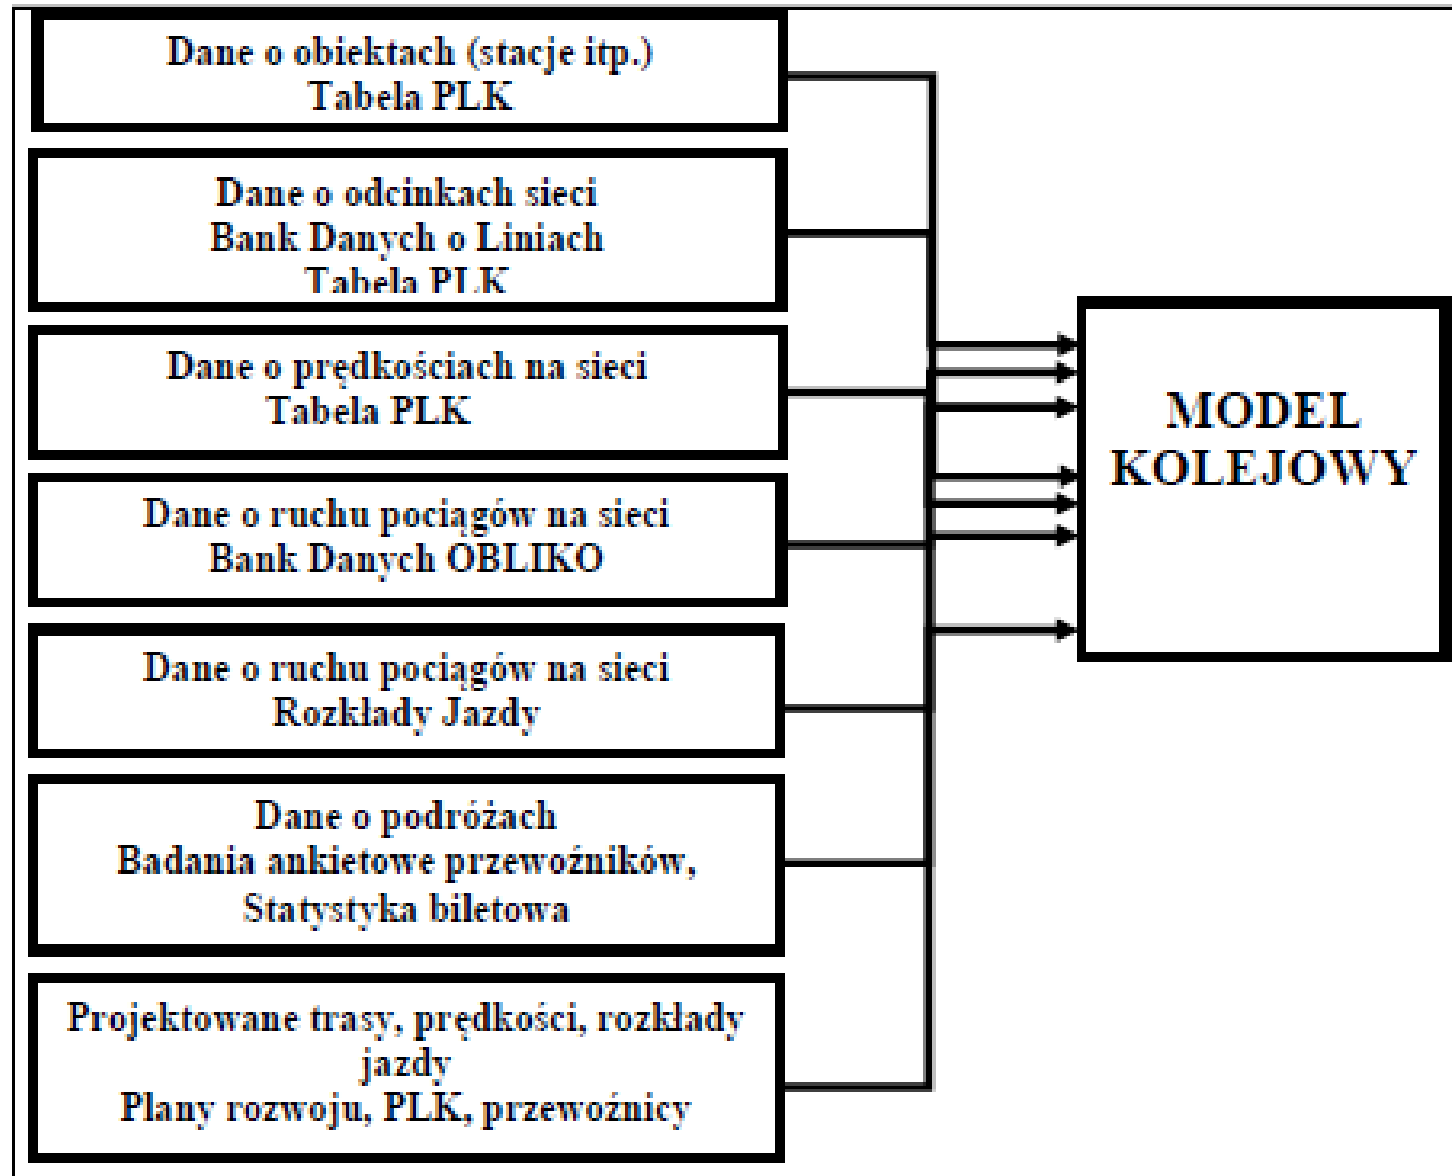 Dane o obiektach (stacje itp.)
Tabela PLK
Dane o odcinkach sieci
Bank Danych o Liniach
Tabela PLK
Dane o prędkościach na sieci
Tabela PLK
Dane o ruchu pociągów na sieci
Bank Danych OBLIKO
Dane o ruchu pociągów na sieci
Rozkłady Jazdy
Dane o podróżach
Badania ankietowe przewoźników,
Statystyka biletowa
Projektowane trasy, prędkości, rozkłady
jazdy
Plany rozwoju, PLK, przewoźnicy
MODEL
KOLEJOWY